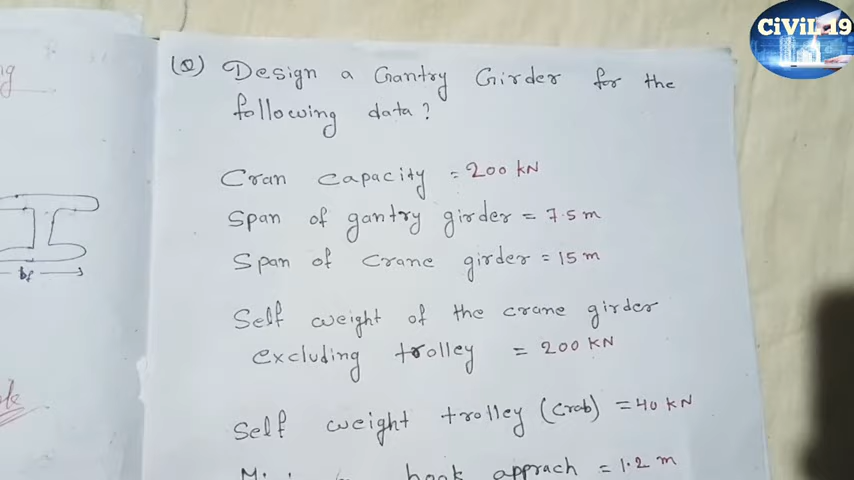 CiViL 19
(Q) Design a Gantry Girder for the
following data?
Cran capacity = 200 kN
Span of gantry girder = 7.5 m
Span of crane girder = 15 m
Self weight of the crane girder
excluding trolley = 200 KN
Self weight trolley (Crab) = 40 KN
hook apprach = 1.2 m
bf